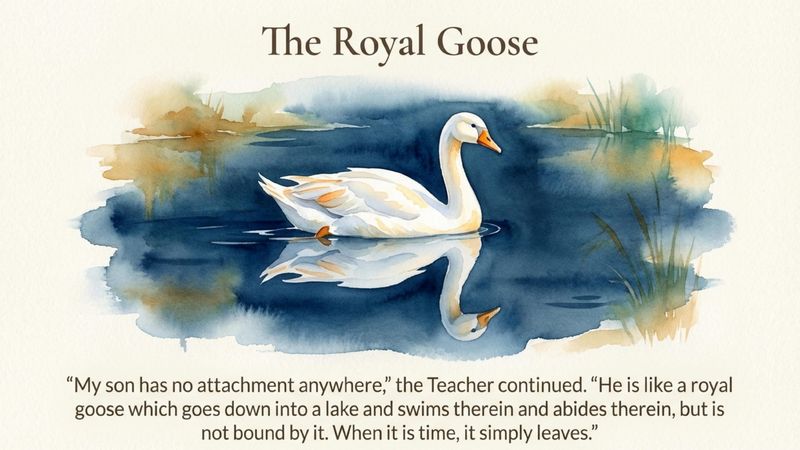 The Royal Goose
“My son has no attachment anywhere,” the Teacher continued. “He is like a royal
goose which goes down into a lake and swims therein and abides therein, but is
not bound by it. When it is time, it simply leaves.”